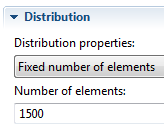 Distribution
Distribution properties:
Fixed number of elements
Number of elements:
1500